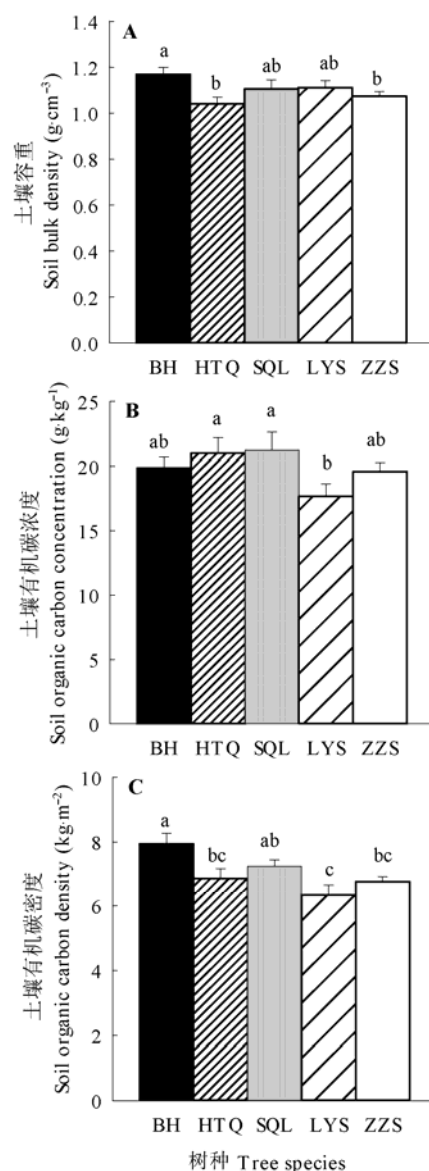 土壤容重
Soil bulk density (g·cm⁻³)
A
1.4
1.2
1.0
0.8
0.6
0.4
0.2
0.0
a
b
ab
ab
b
BH HTQ SQL LYS ZZS
土壤有机碳浓度
Soil organic carbon concentration (g·kg⁻¹)
B
25
20
15
10
5
0
ab
a
a
b
ab
BH HTQ SQL LYS ZZS
土壤有机碳密度
Soil organic carbon density (kg·m⁻²)
C
10
8
6
4
2
0
a
bc
ab
c
bc
BH HTQ SQL LYS ZZS
树种 Tree species